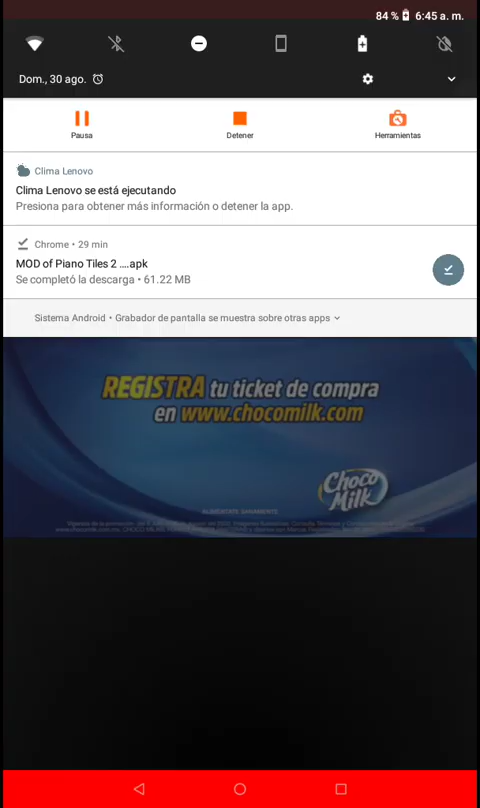 84 % 6:45 a. m.
Dom., 30 ago.
Pausa Detener Herramientas
Clima Lenovo
Clima Lenovo se está ejecutando
Presiona para obtener más información o detener la app.
Chrome • 29 min
MOD of Piano Tiles 2 ....apk
Se completó la descarga • 61.22 MB
Sistema Android • Grabador de pantalla se muestra sobre otras apps
REGISTRA tu ticket de compra
en www.chocomilk.com
Choco
Milk
ALIMÉNTATE SANAMENTE